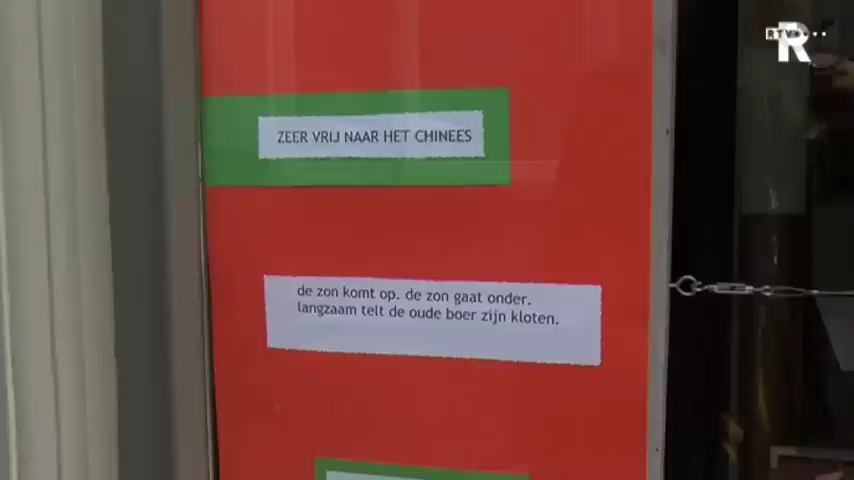 RTV R
ZEER VRIJ NAAR HET CHINEES
de zon komt op. de zon gaat onder.
langzaam telt de oude boer zijn kloten.